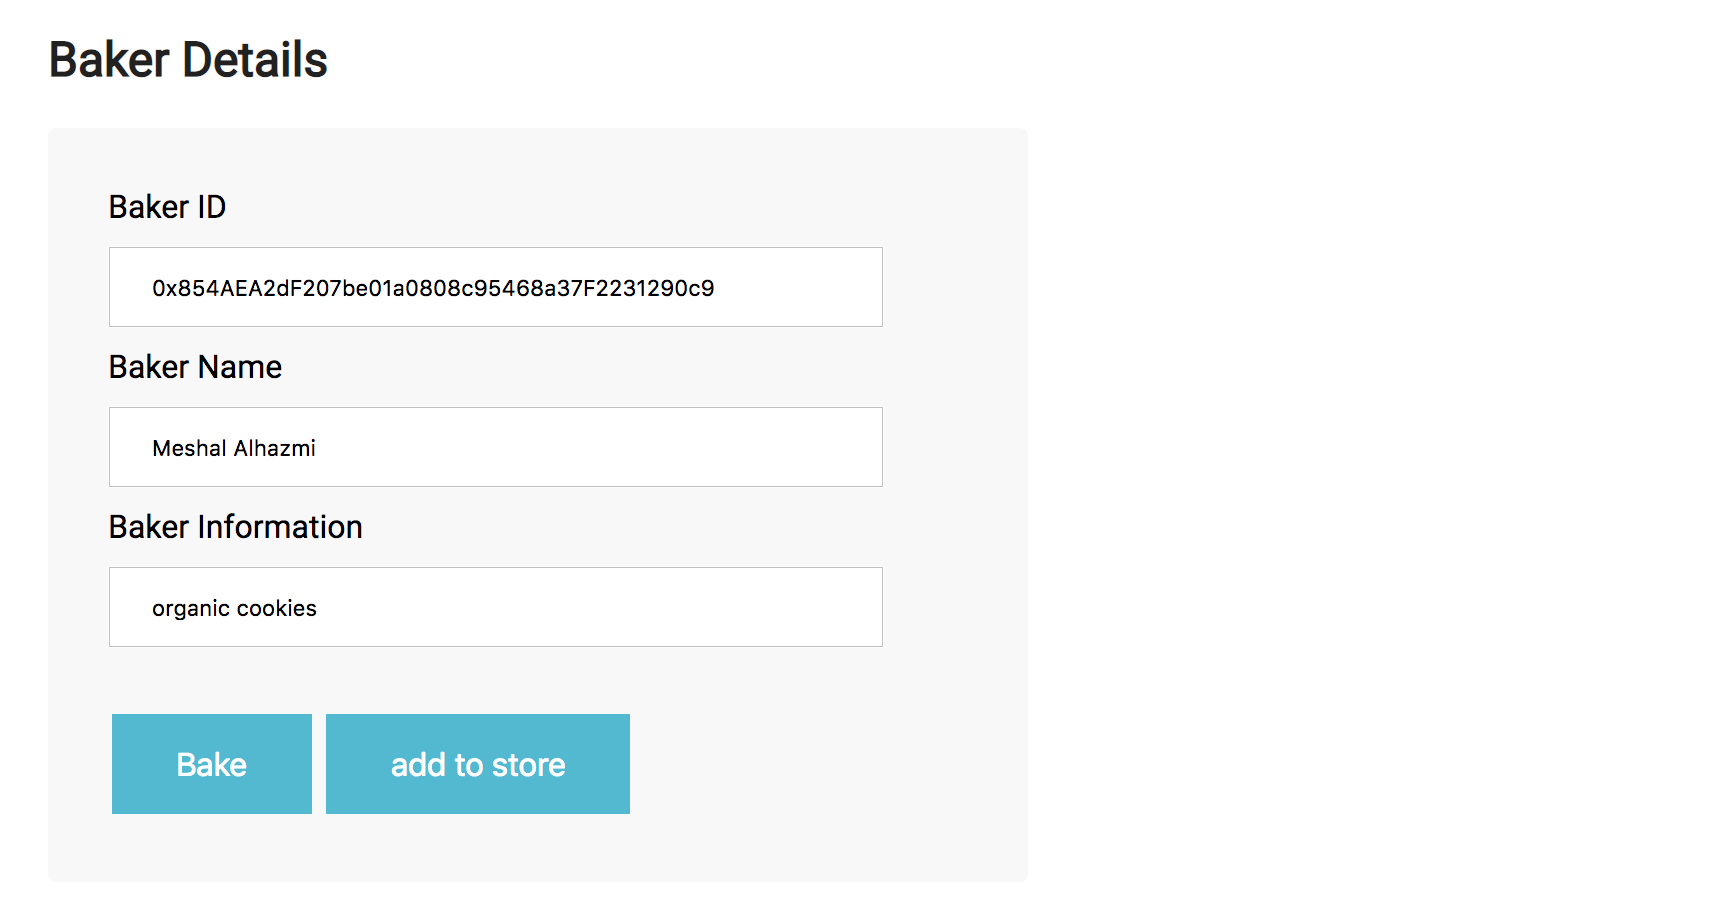 Baker Details
Baker ID
0x854AEA2dF207be01a0808c95468a37F2231290c9
Baker Name
Meshal Alhazmi
Baker Information
organic cookies
Bake
add to store